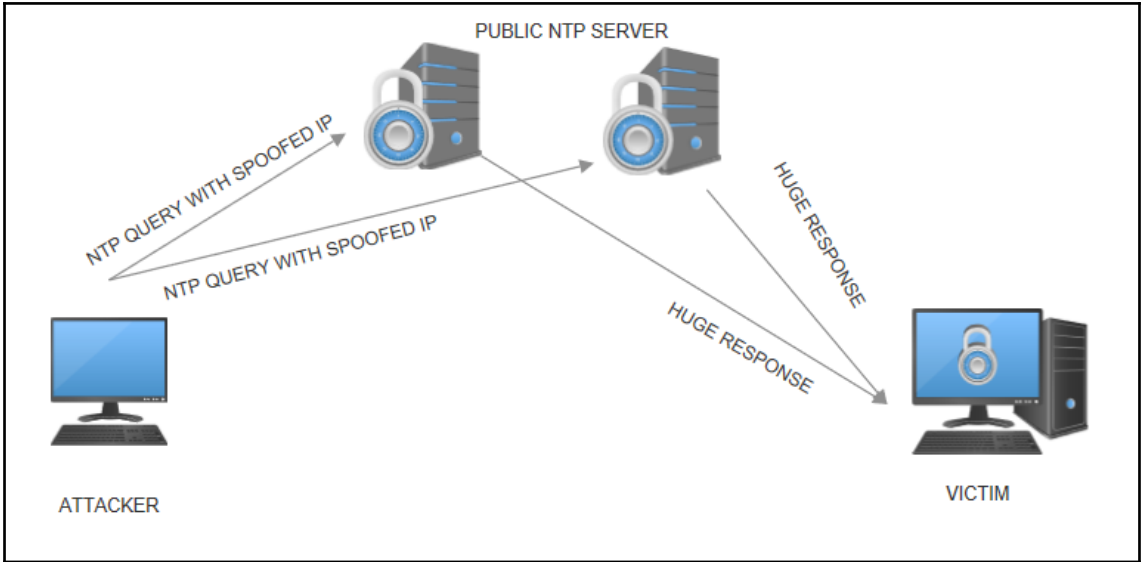 PUBLIC NTP SERVER
NTP QUERY WITH SPOOFED IP
NTP QUERY WITH SPOOFED IP
HUGE RESPONSE
HUGE RESPONSE
ATTACKER
VICTIM